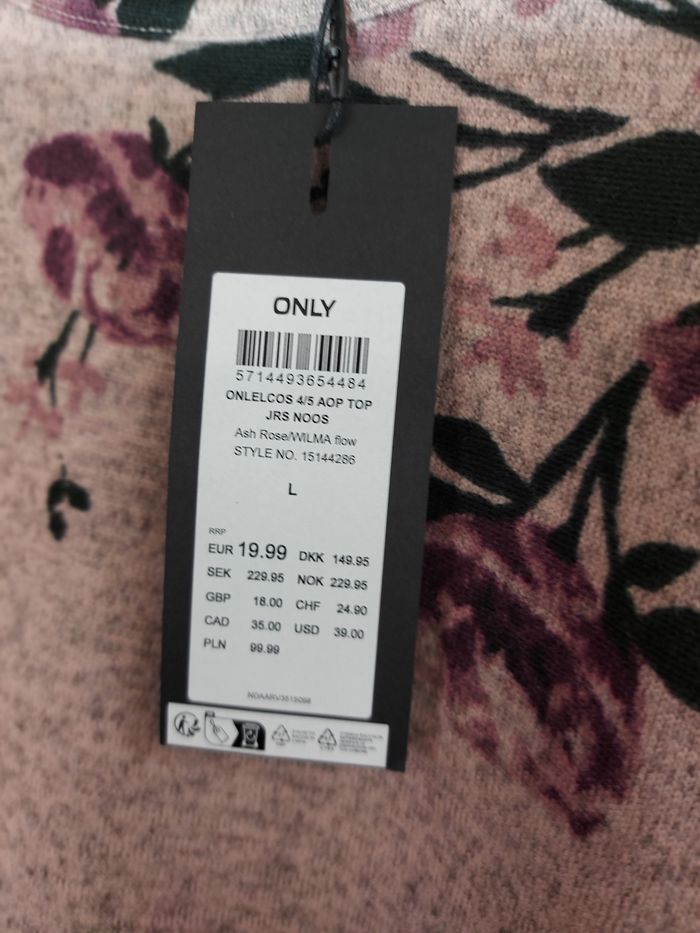 ONLY
5714493654484
ONLELCOS 4/5 AOP TOP
JRS NOOS
Ash Rose/WILMA flow
STYLE NO. 15144286
L
RRP
EUR 19.99 DKK 149.95
SEK 229.95 NOK 229.95
GBP 18.00 CHF 24.90
CAD 35.00 USD 39.00
PLN 99.99